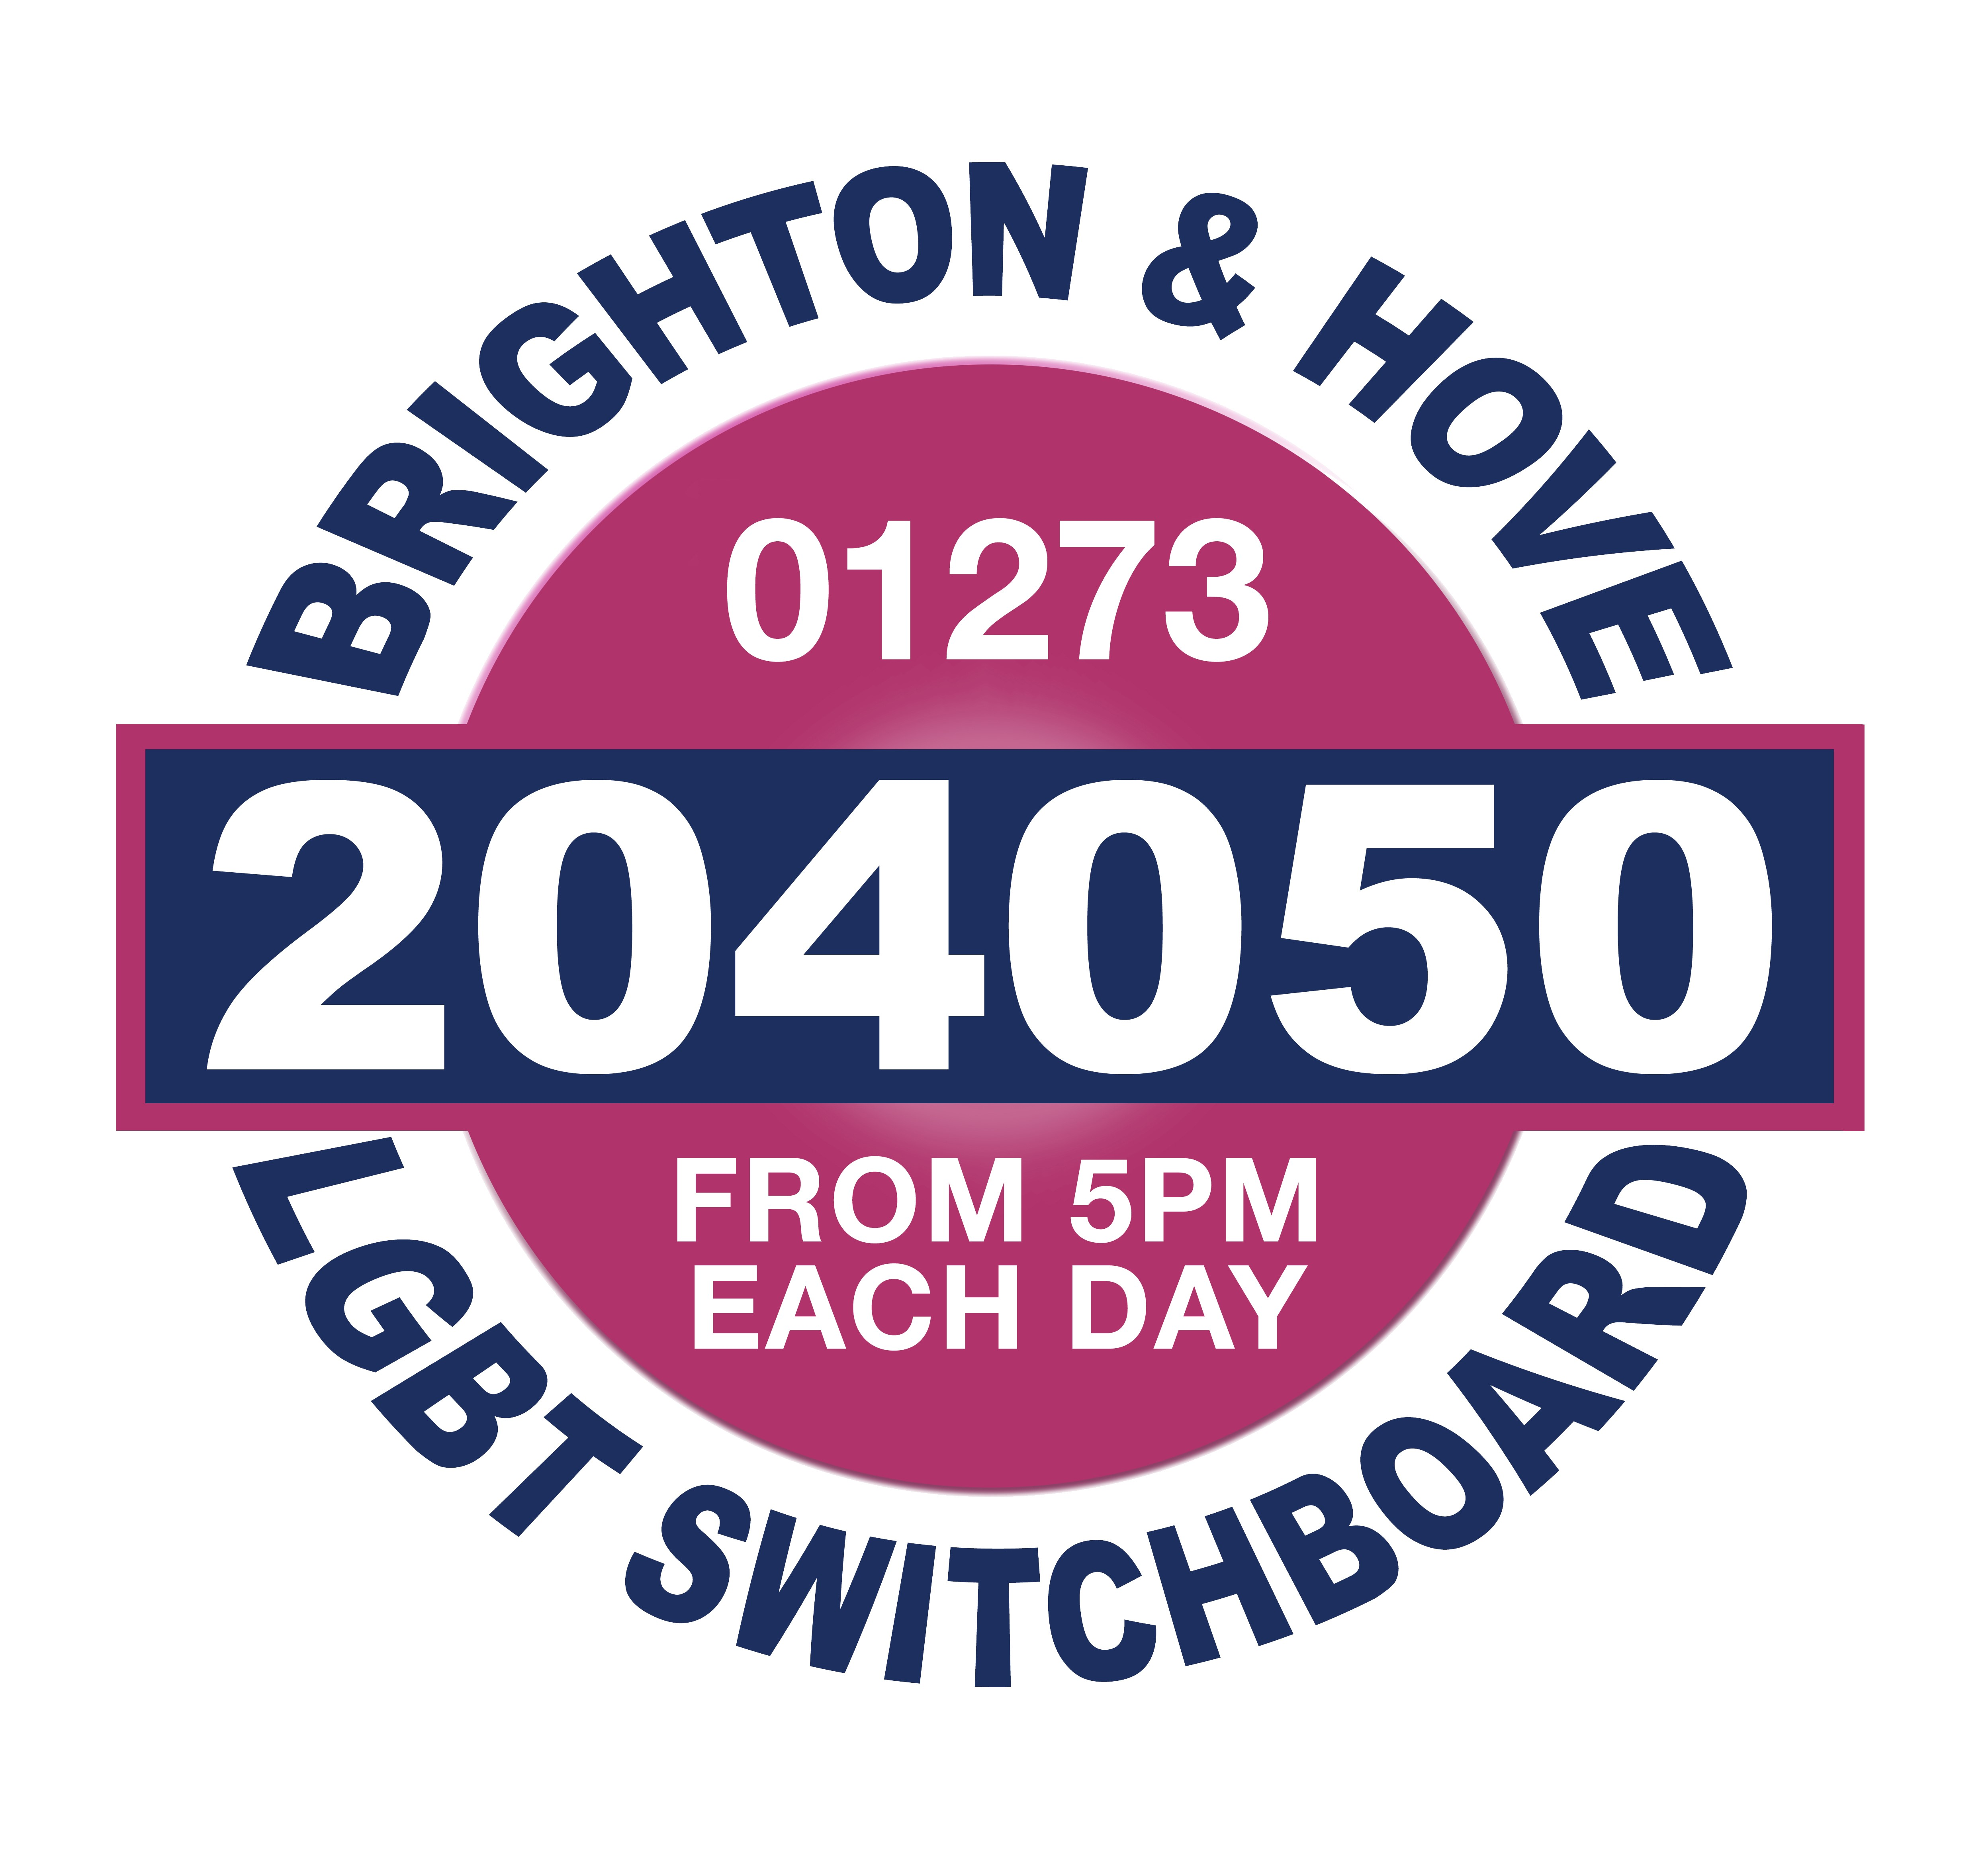 BRIGHTON & HOVE
01273
204050
FROM 5PM
EACH DAY
LGBT SWITCHBOARD